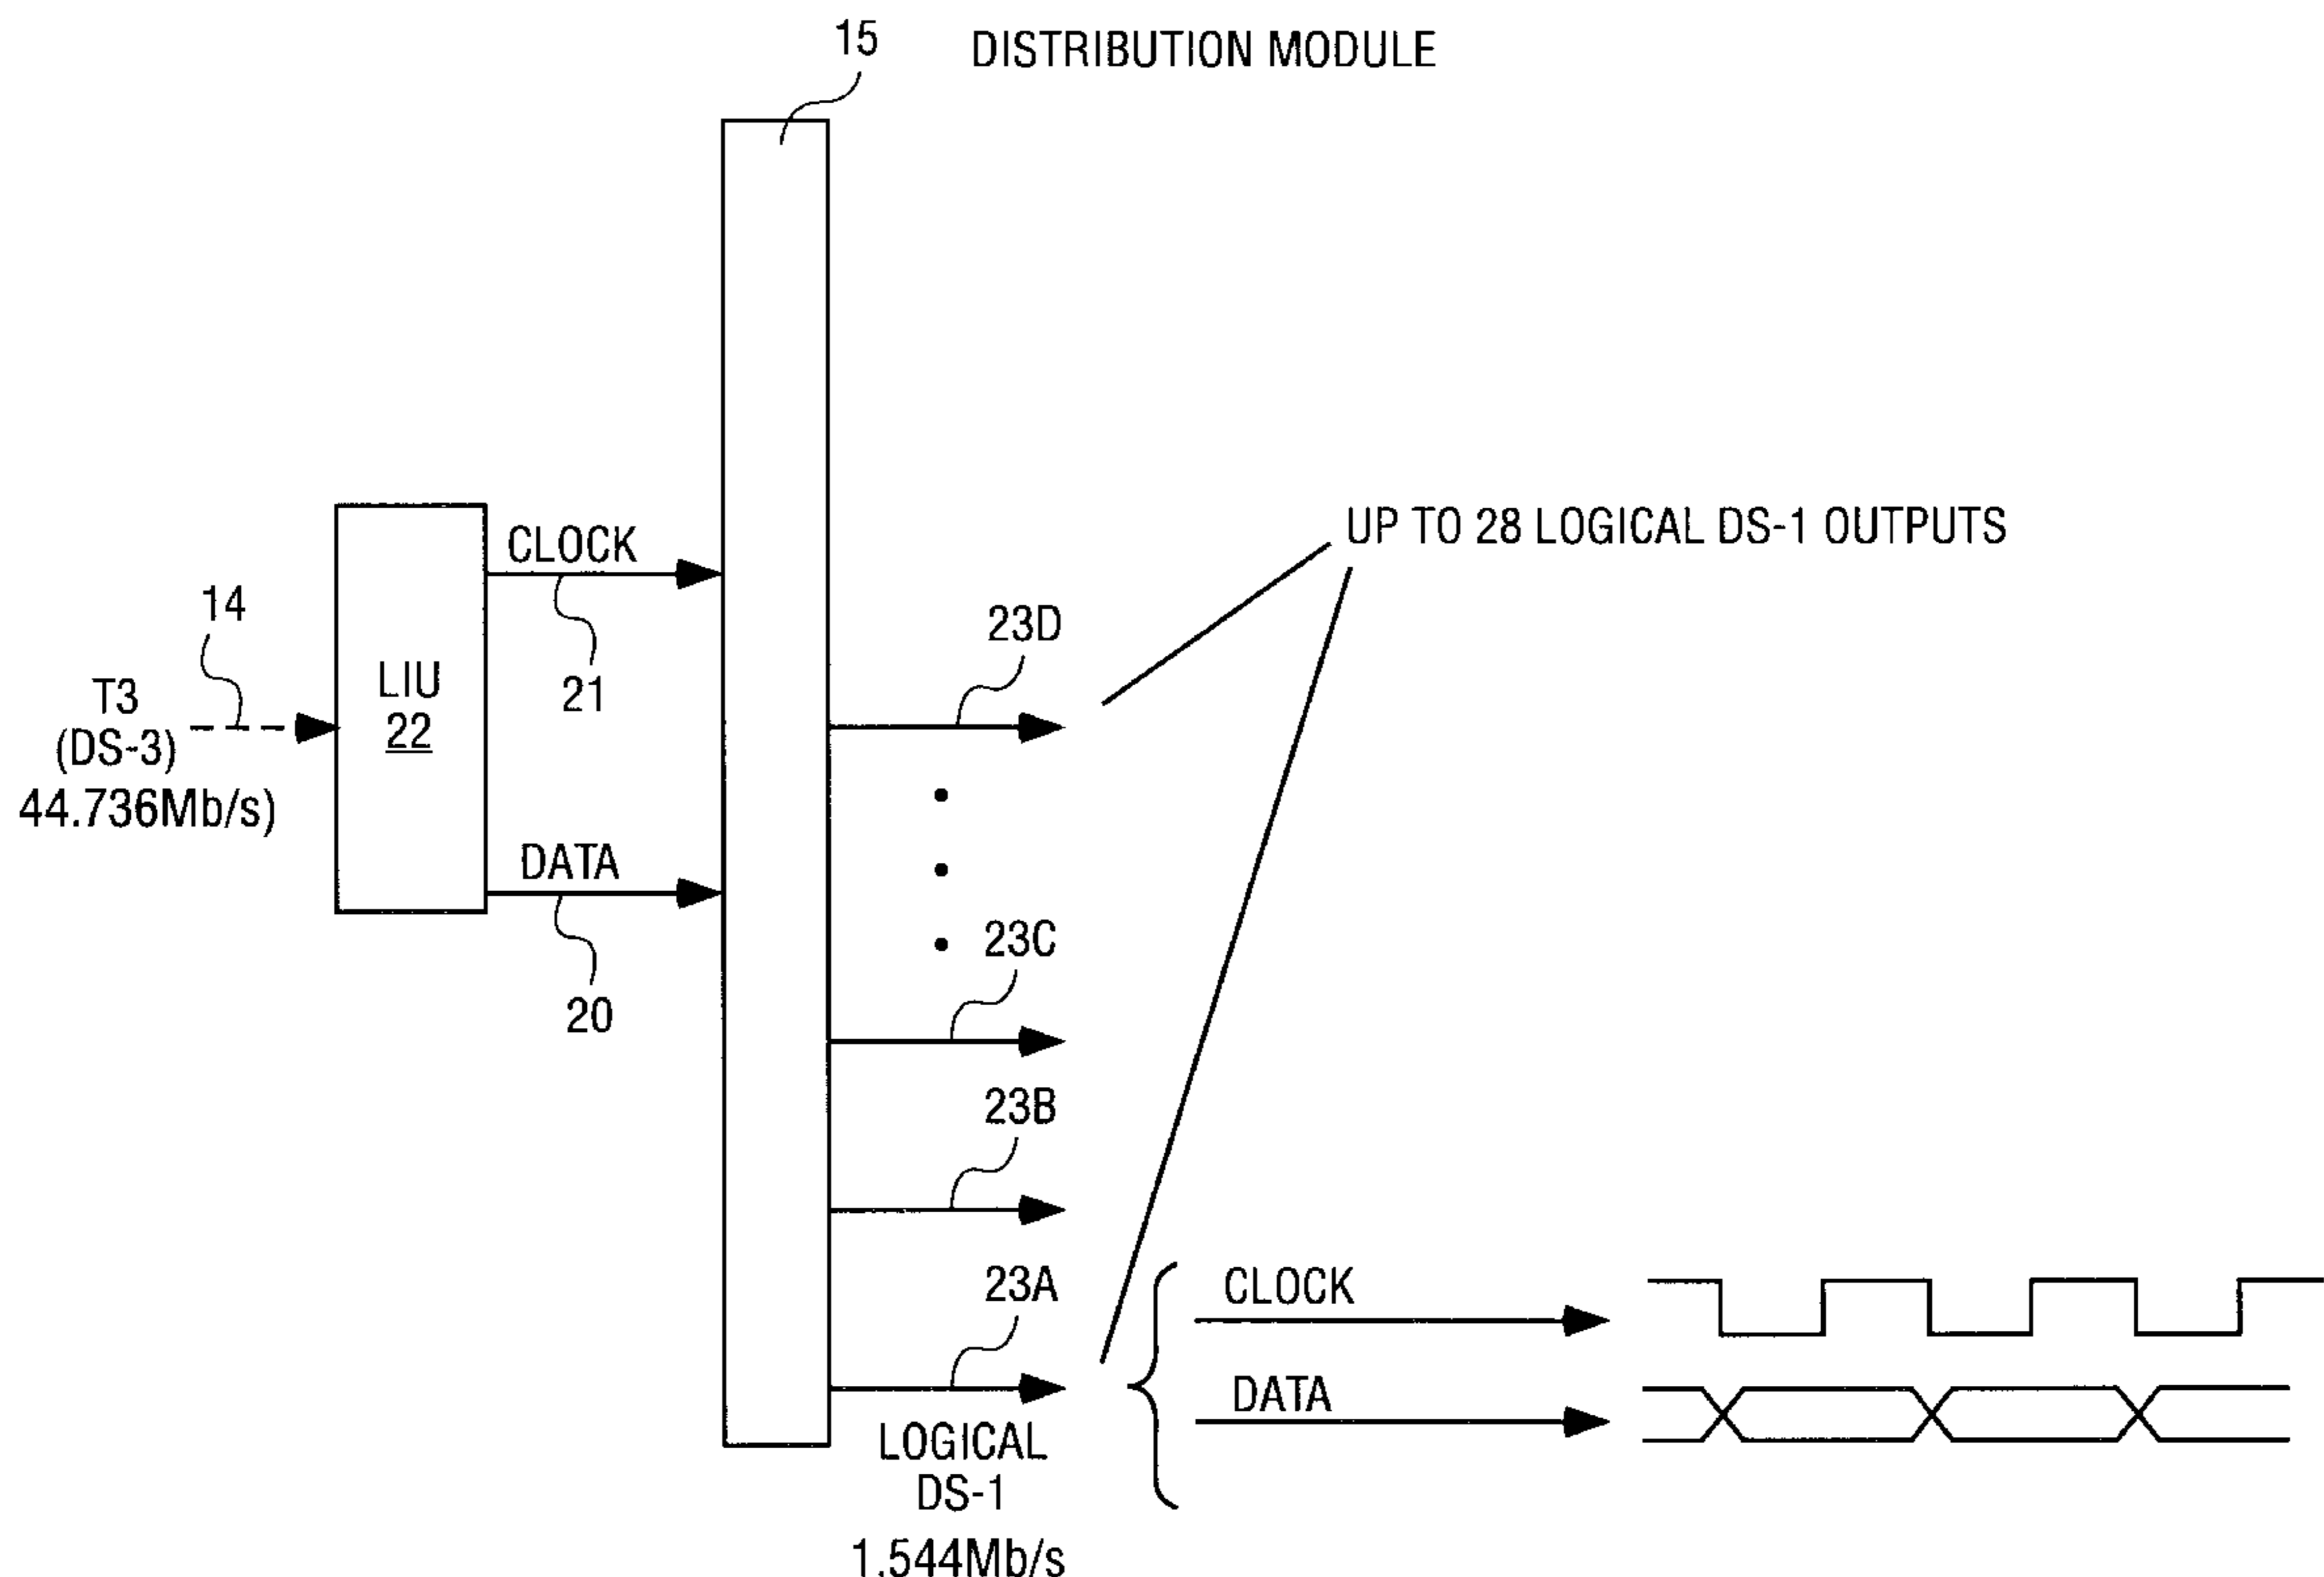 15
DISTRIBUTION MODULE
CLOCK
UP TO 28 LOGICAL DS-1 OUTPUTS
14
23D
LIU
22
21
T3
(DS-3)
44.736Mb/s)
DATA
23C
20
23B
23A
CLOCK
DATA
LOGICAL
DS-1
1.544Mb/s